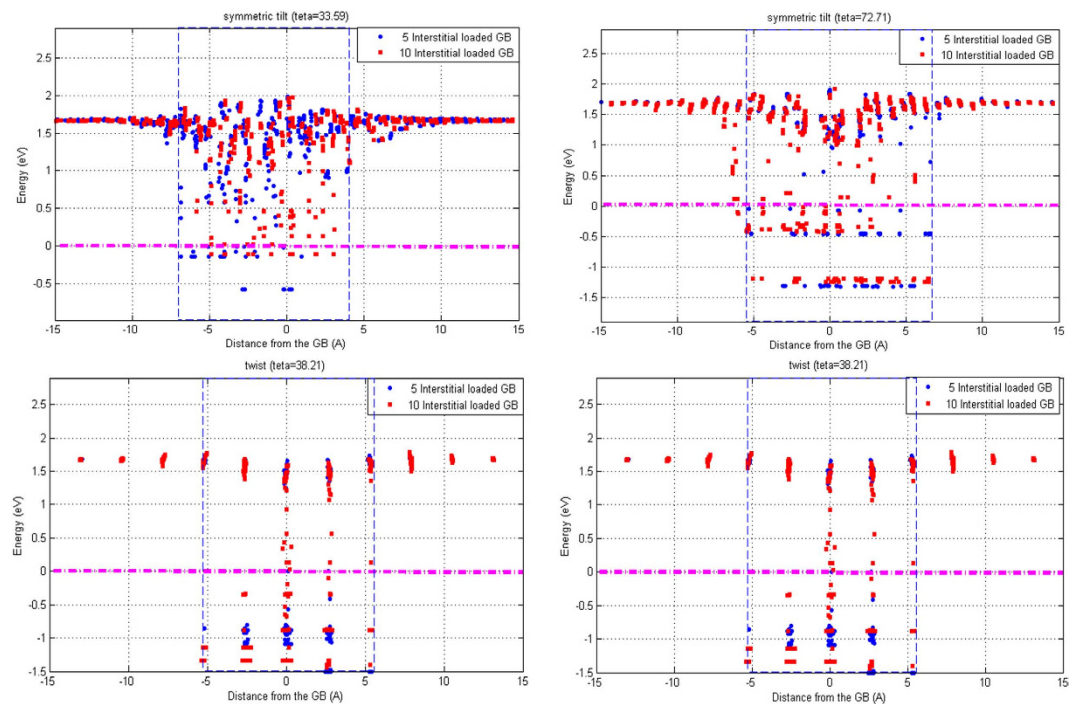 symmetric tilt (teta=33.59)
5 Interstitial loaded GB
10 Interstitial loaded GB
2.5
2
1.5
1
0.5
0
-0.5
Energy (eV)
-15 -10 -5 0 5 10 15
Distance from the GB (A)
symmetric tilt (teta=72.71)
5 Interstitial loaded GB
10 Interstitial loaded GB
2.5
2
1.5
1
0.5
0
-0.5
-1
-1.5
Energy (eV)
-15 -10 -5 0 5 10 15
Distance from the GB (A)
twist (teta=38.21)
5 Interstitial loaded GB
10 Interstitial loaded GB
2.5
2
1.5
1
0.5
0
-0.5
-1
-1.5
Energy (eV)
-15 -10 -5 0 5 10 15
Distance from the GB (A)
twist (teta=38.21)
5 Interstitial loaded GB
10 Interstitial loaded GB
2.5
2
1.5
1
0.5
0
-0.5
-1
-1.5
Energy (eV)
-15 -10 -5 0 5 10 15
Distance from the GB (A)